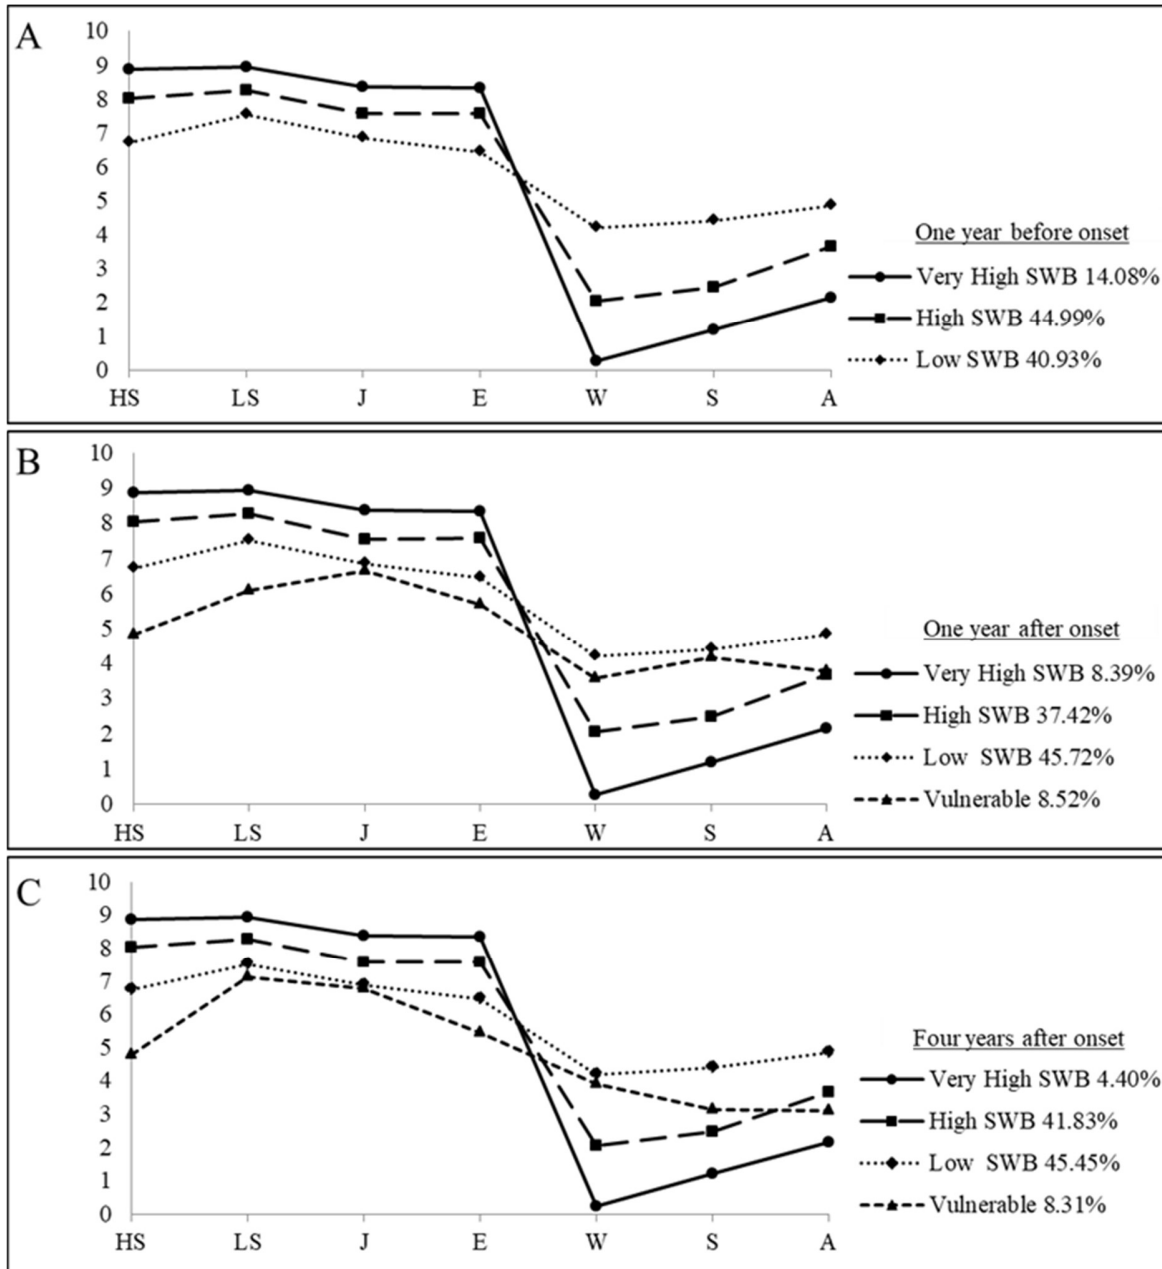 A
10
9
8
7
6
5
4
3
2
1
0
HS LS J E W S A
One year before onset
Very High SWB 14.08%
High SWB 44.99%
Low SWB 40.93%
B
10
9
8
7
6
5
4
3
2
1
0
HS LS J E W S A
One year after onset
Very High SWB 8.39%
High SWB 37.42%
Low SWB 45.72%
Vulnerable 8.52%
C
10
9
8
7
6
5
4
3
2
1
0
HS LS J E W S A
Four years after onset
Very High SWB 4.40%
High SWB 41.83%
Low SWB 45.45%
Vulnerable 8.31%